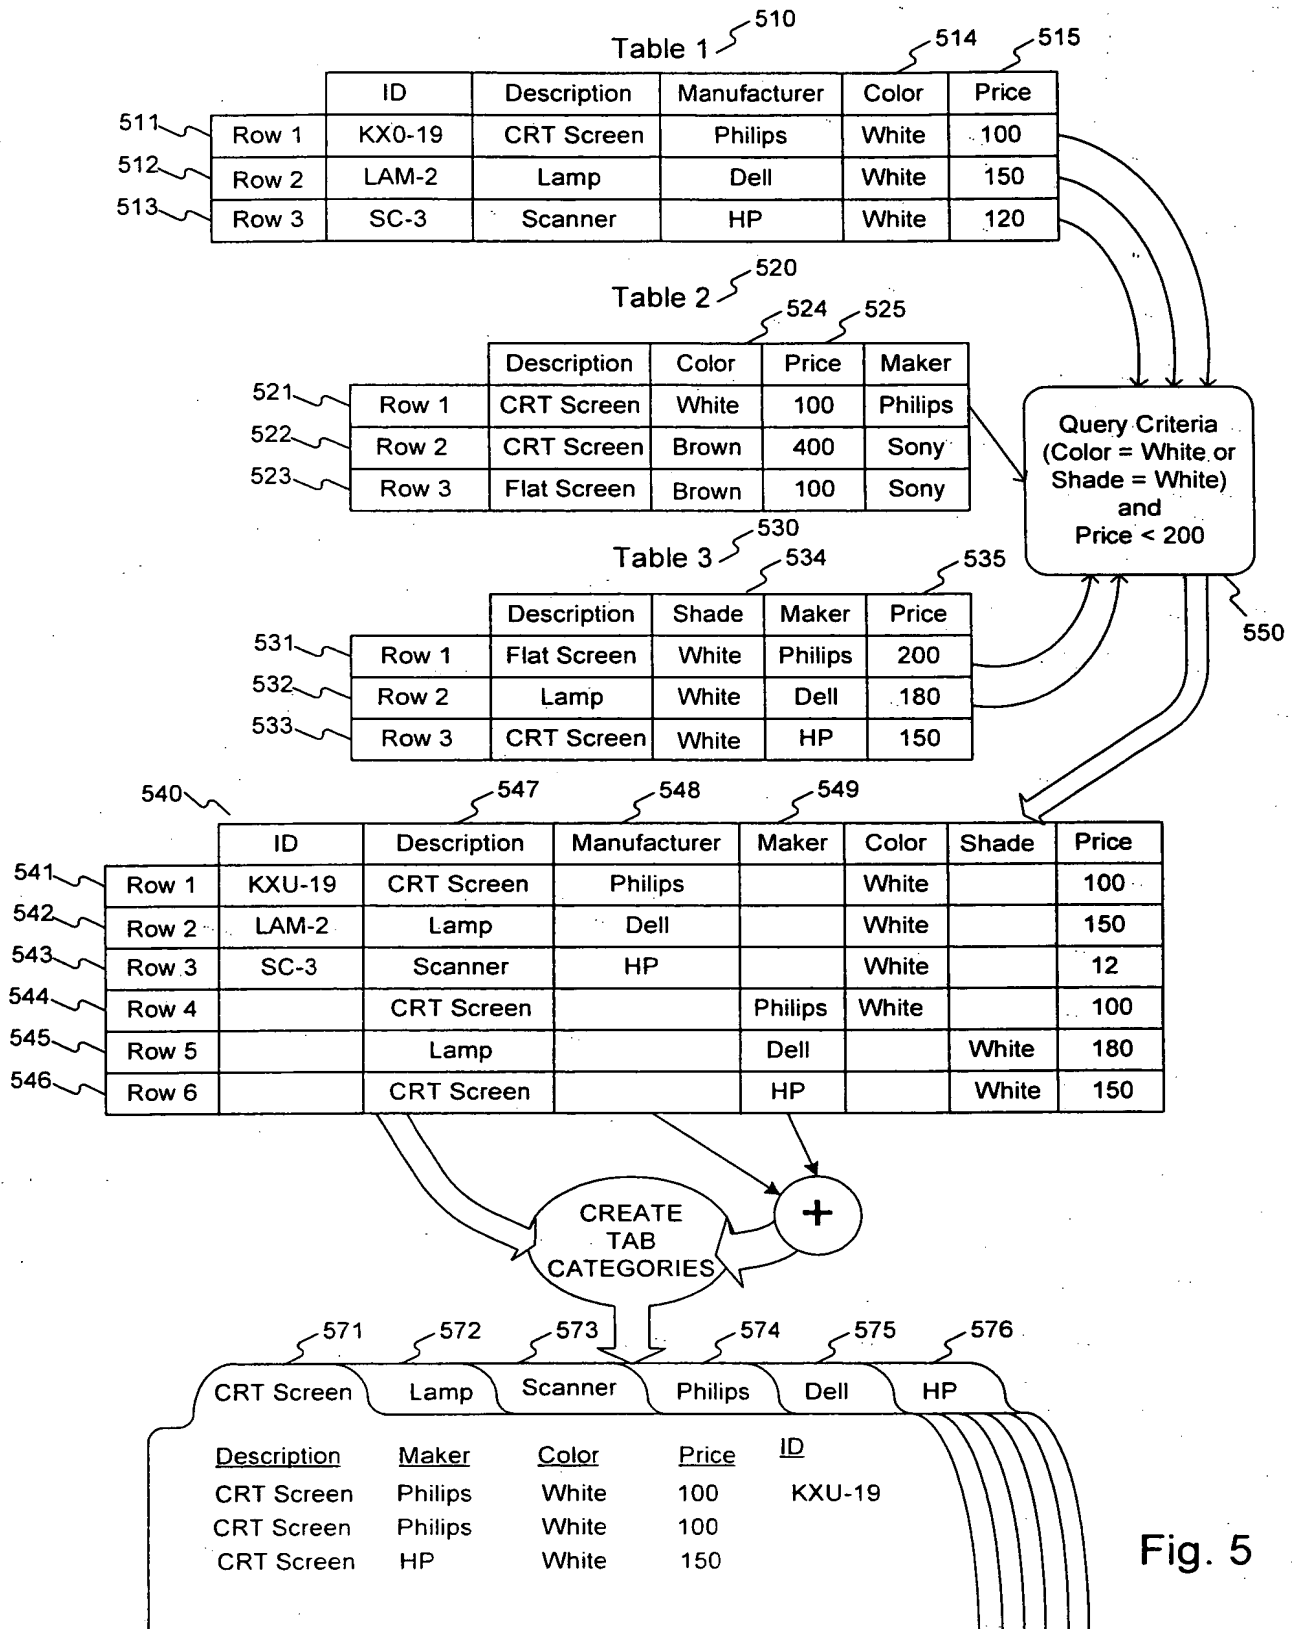 510
Table 1
514
515
ID Description Manufacturer Color Price
511 Row 1 KX0-19 CRT Screen Philips White 100
512 Row 2 LAM-2 Lamp Dell White 150
513 Row 3 SC-3 Scanner HP White 120
520
Table 2
524
525
Description Color Price Maker
521 Row 1 CRT Screen White 100 Philips
522 Row 2 CRT Screen Brown 400 Sony
523 Row 3 Flat Screen Brown 100 Sony
Query Criteria
(Color = White or
Shade = White)
and
Price < 200
550
530
Table 3
534
535
Description Shade Maker Price
531 Row 1 Flat Screen White Philips 200
532 Row 2 Lamp White Dell 180
533 Row 3 CRT Screen White HP 150
540
547
548
549
ID Description Manufacturer Maker Color Shade Price
541 Row 1 KXU-19 CRT Screen Philips White 100
542 Row 2 LAM-2 Lamp Dell White 150
543 Row 3 SC-3 Scanner HP White 12
544 Row 4 CRT Screen Philips White 100
545 Row 5 Lamp Dell White 180
546 Row 6 CRT Screen HP White 150
+
CREATE
TAB
CATEGORIES
571 572 573 574 575 576
CRT Screen Lamp Scanner Philips Dell HP
Description Maker Color Price ID
CRT Screen Philips White 100 KXU-19
CRT Screen Philips White 100
CRT Screen HP White 150
Fig. 5